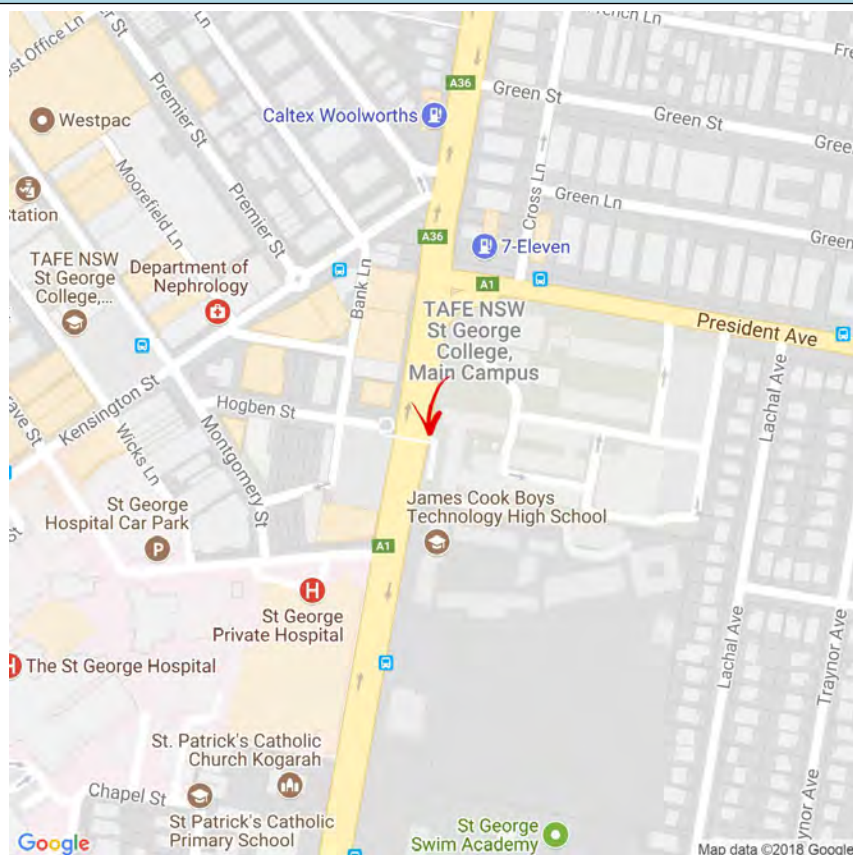 French Ln
Post Office Ln
Premier St
A36
Green St
Caltex Woolworths
Green St
Westpac
Moorefield Ln
Premier St
Cross Ln
Green
Station
Green Ln
A36
7-Eleven
Green
TAFE NSW
St George
College,...
Department of
Nephrology
Bank Ln
A1
TAFE NSW
St George
College,
Main Campus
President Ave
Kensington St
Hogben St
Lachal Ave
Wicks Ln
Montgomery St
St George
Hospital Car Park
P
James Cook Boys
Technology High School
A1
H
St George
Private Hospital
H
The St George Hospital
Lachal Ave
Traynor Ave
St. Patrick's Catholic
Church Kogarah
Chapel St
St Patrick's Catholic
Primary School
St George
Swim Academy
Google
Map data ©2018 Google